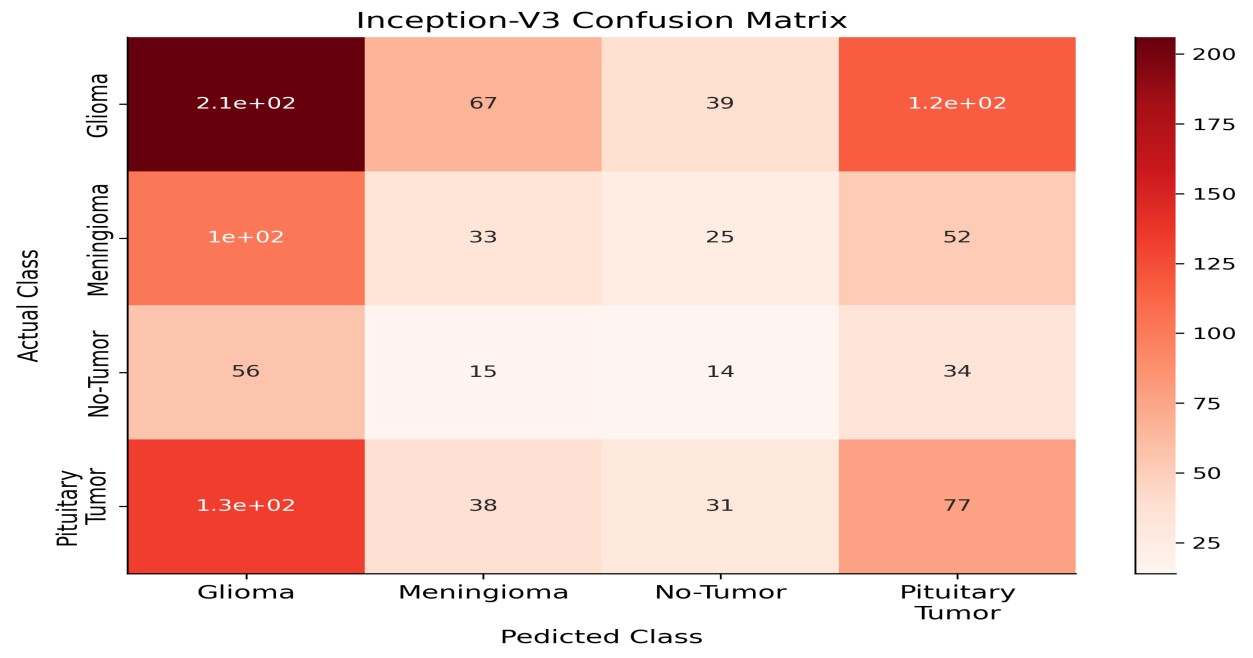 Inception-V3 Confusion Matrix
Actual Class
Glioma
2.1e+02 67 39 1.2e+02
Meningioma
1e+02 33 25 52
No-Tumor
56 15 14 34
Pituitary
Tumor
1.3e+02 38 31 77
Glioma Meningioma No-Tumor Pituitary
Tumor
Pedicted Class
200
175
150
125
100
75
50
25